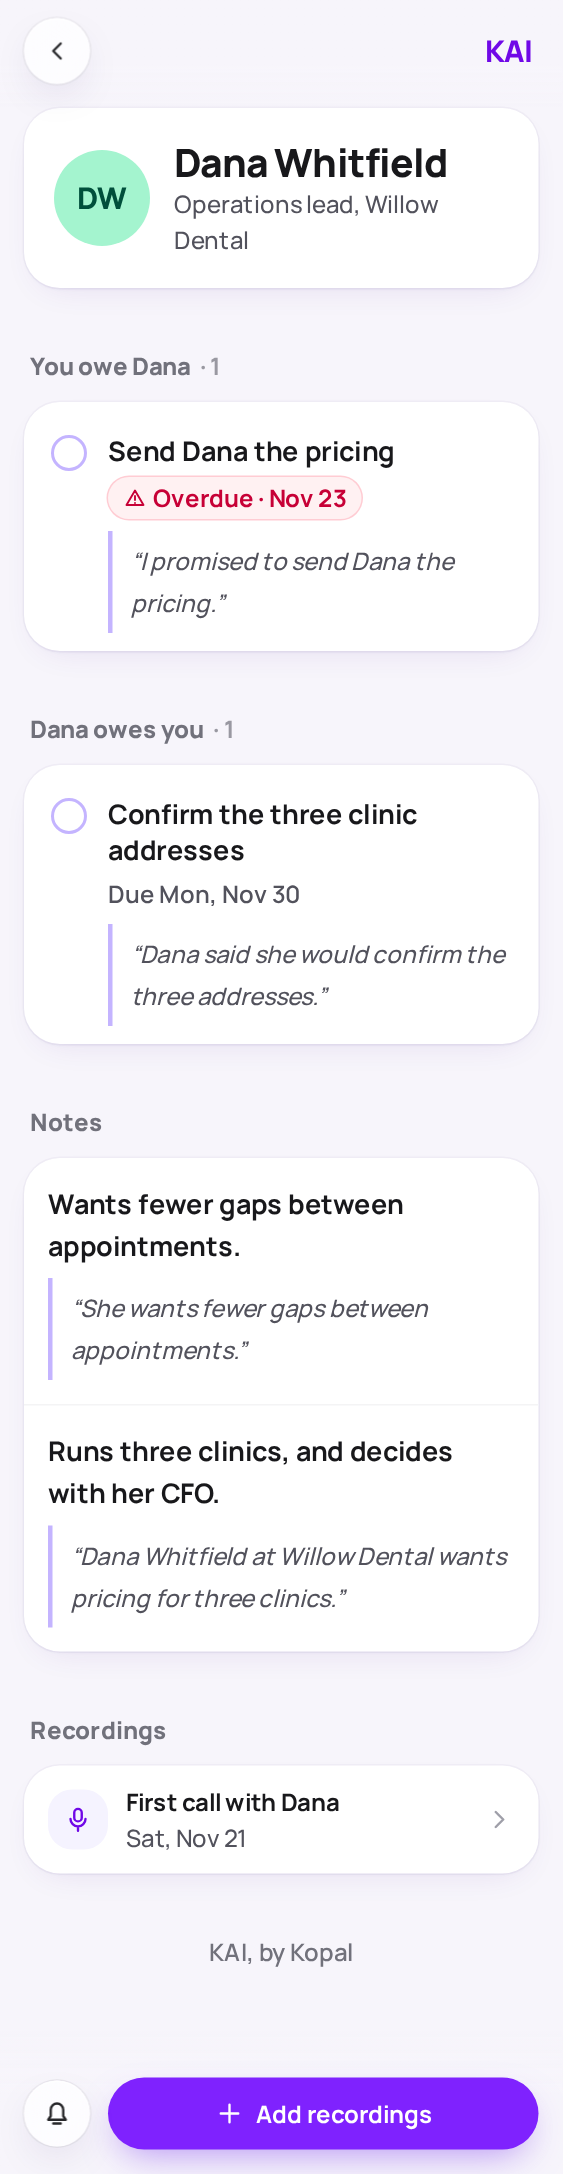 KAI
DW
Dana Whitfield
Operations lead, Willow
Dental
You owe Dana · 1
Send Dana the pricing
Overdue · Nov 23
“I promised to send Dana the
pricing.”
Dana owes you · 1
Confirm the three clinic
addresses
Due Mon, Nov 30
“Dana said she would confirm the
three addresses.”
Notes
Wants fewer gaps between
appointments.
“She wants fewer gaps between
appointments.”
Runs three clinics, and decides
with her CFO.
“Dana Whitfield at Willow Dental wants
pricing for three clinics.”
Recordings
First call with Dana
Sat, Nov 21
KAI, by Kopal
Add recordings